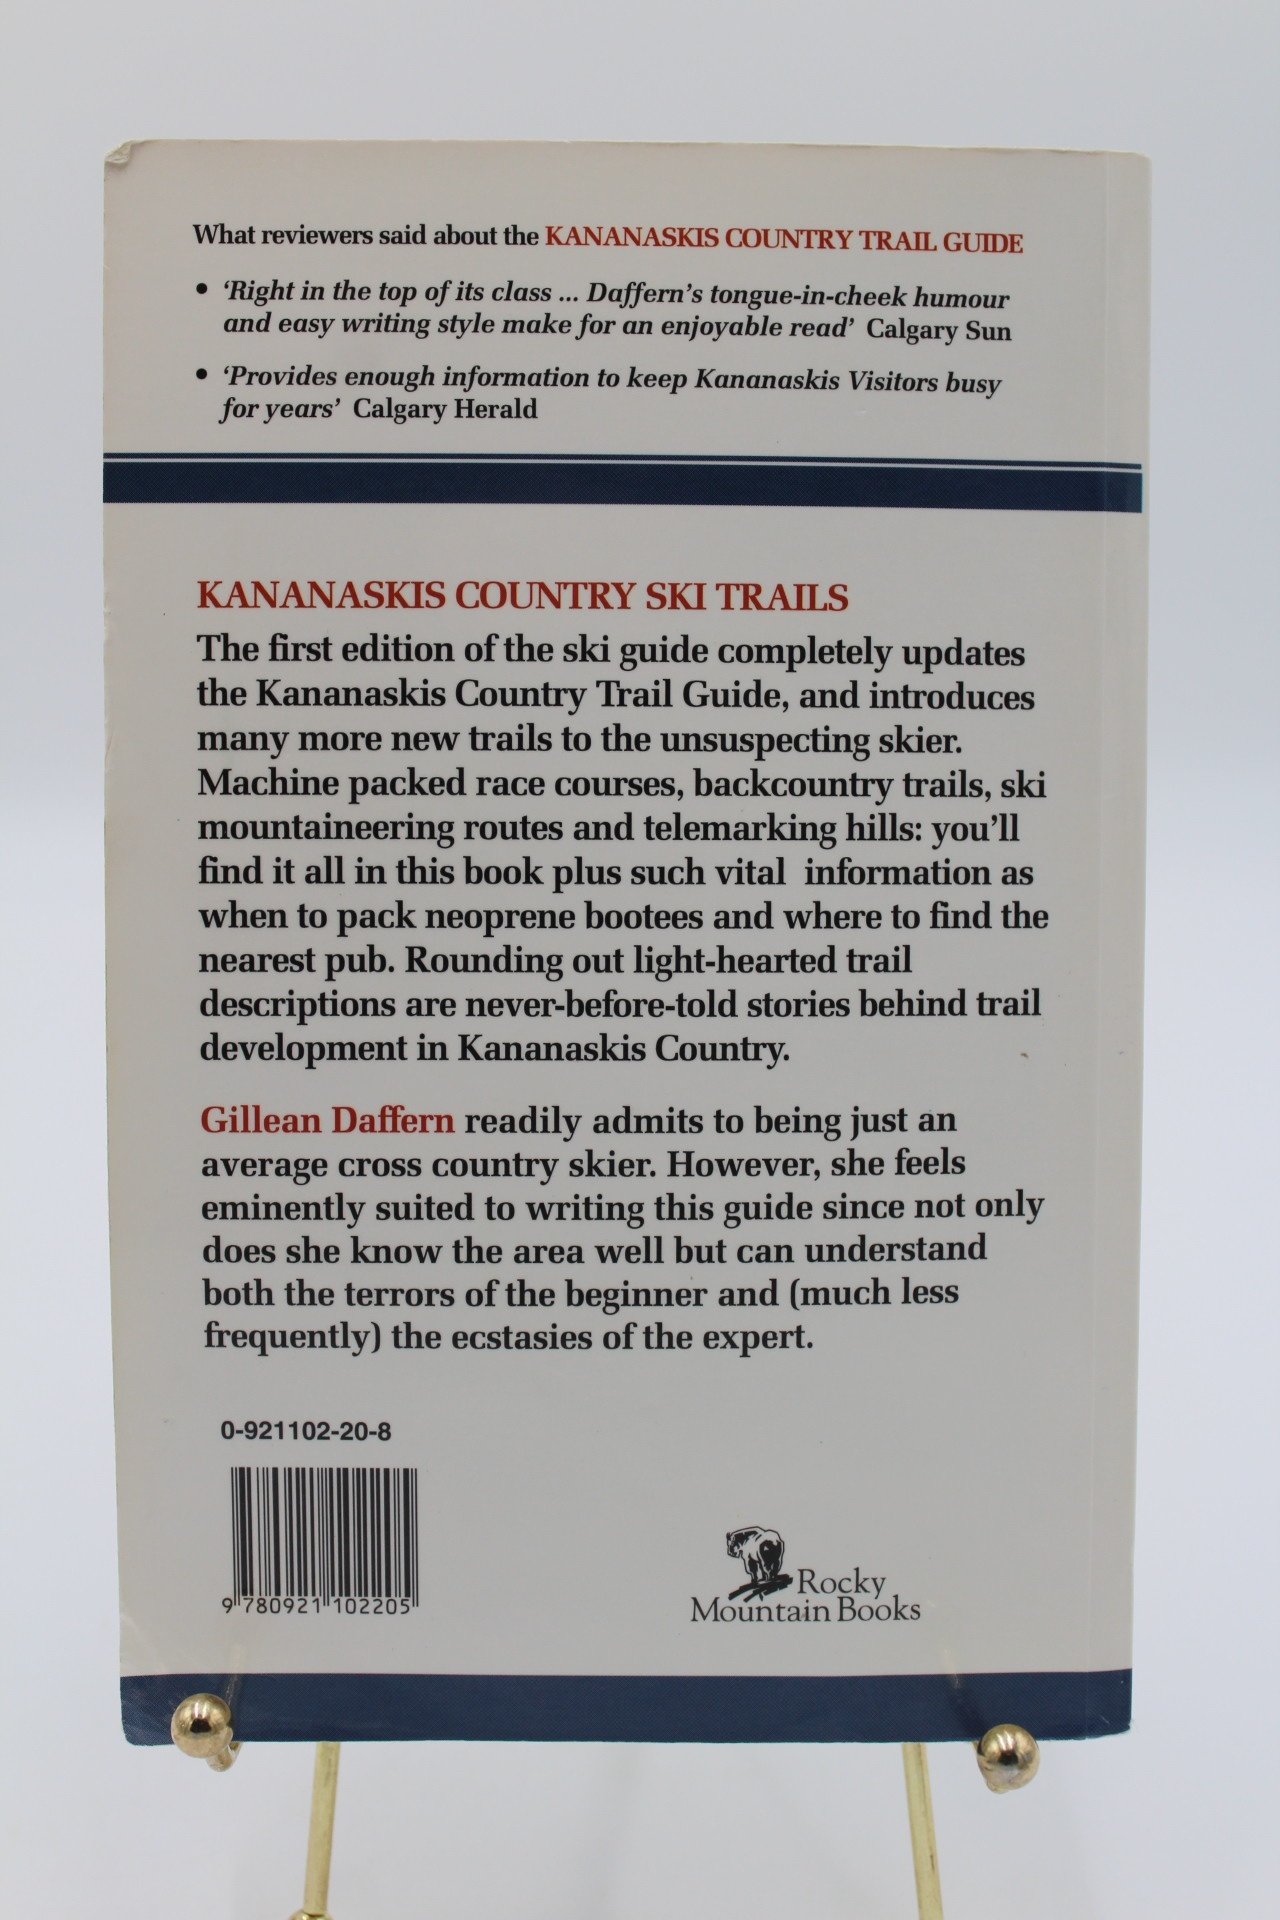 What reviewers said about the KANANASKIS COUNTRY TRAIL GUIDE
• ‘Right in the top of its class ... Daffern’s tongue-in-cheek humour
and easy writing style make for an enjoyable read’ Calgary Sun
• ‘Provides enough information to keep Kananaskis Visitors busy
for years’ Calgary Herald
KANANASKIS COUNTRY SKI TRAILS
The first edition of the ski guide completely updates
the Kananaskis Country Trail Guide, and introduces
many more new trails to the unsuspecting skier.
Machine packed race courses, backcountry trails, ski
mountaineering routes and telemarking hills: you’ll
find it all in this book plus such vital information as
when to pack neoprene bootees and where to find the
nearest pub. Rounding out light-hearted trail
descriptions are never-before-told stories behind trail
development in Kananaskis Country.
Gillean Daffern readily admits to being just an
average cross country skier. However, she feels
eminently suited to writing this guide since not only
does she know the area well but can understand
both the terrors of the beginner and (much less
frequently) the ecstasies of the expert.
0-921102-20-8
9 780921 102205
Rocky
Mountain Books